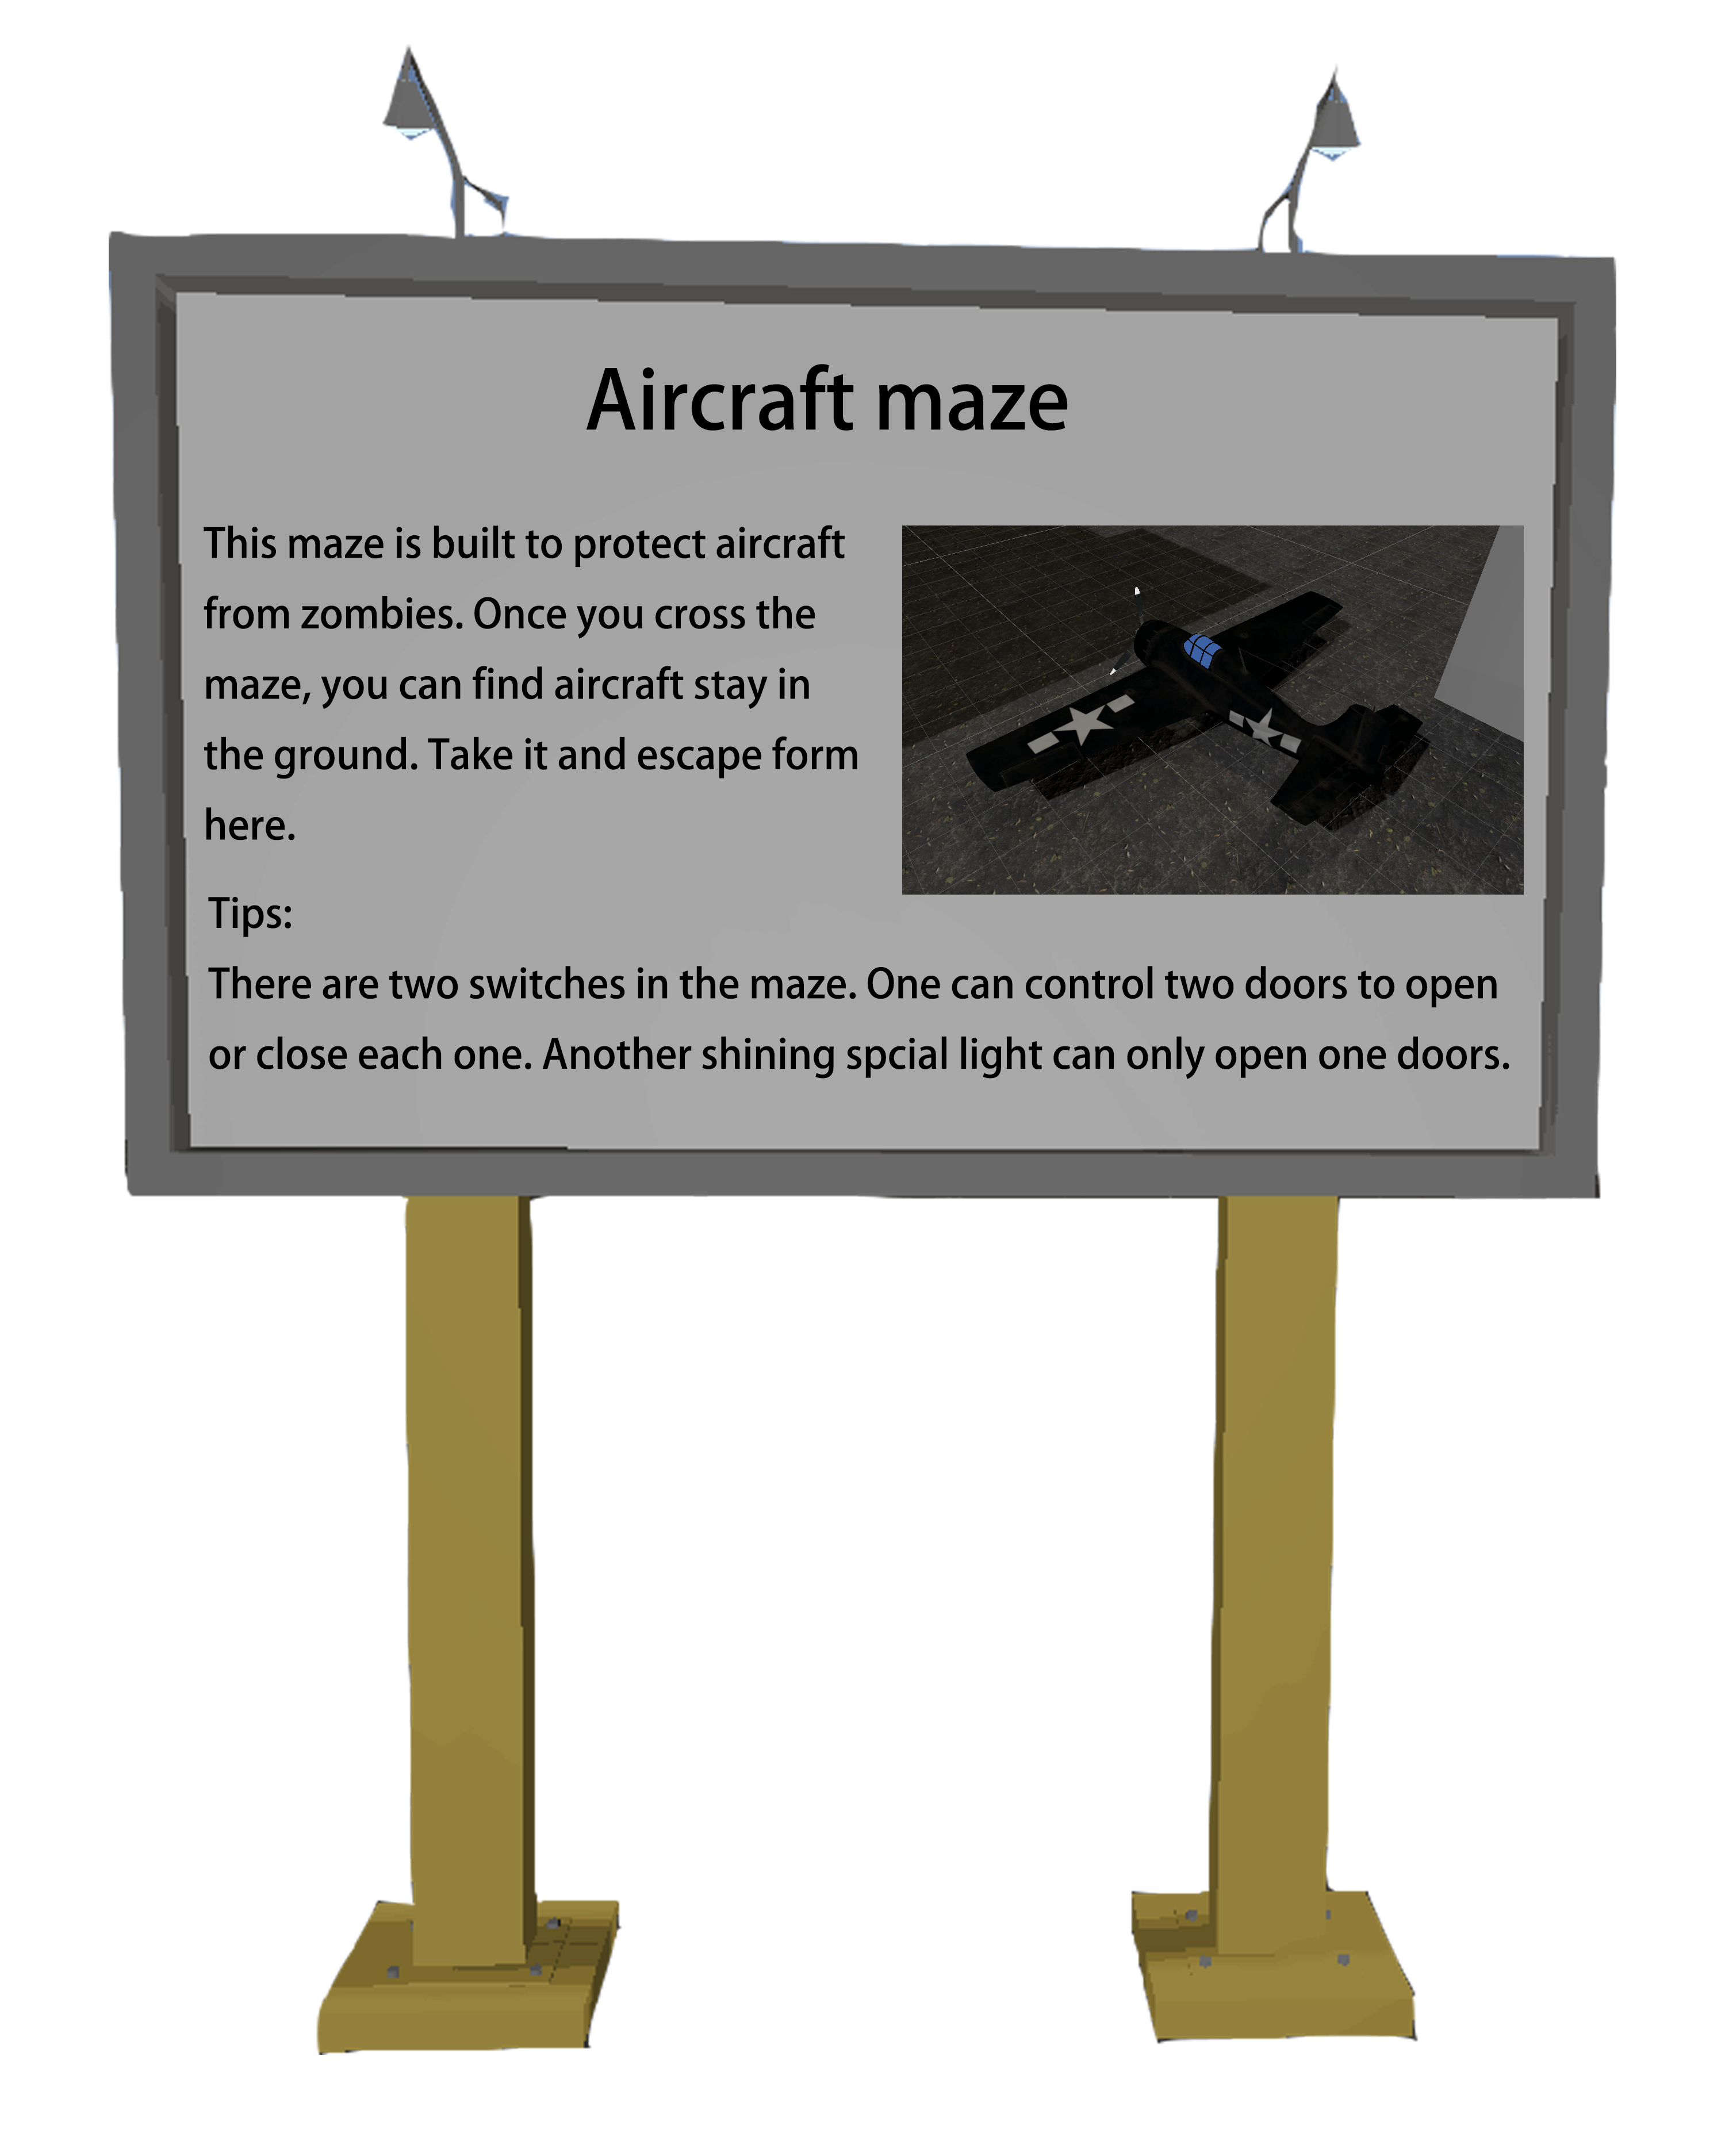 Aircraft maze
This maze is built to protect aircraft
from zombies. Once you cross the
maze, you can find aircraft stay in
the ground. Take it and escape form
here.
Tips:
There are two switches in the maze. One can control two doors to open
or close each one. Another shining spcial light can only open one doors.